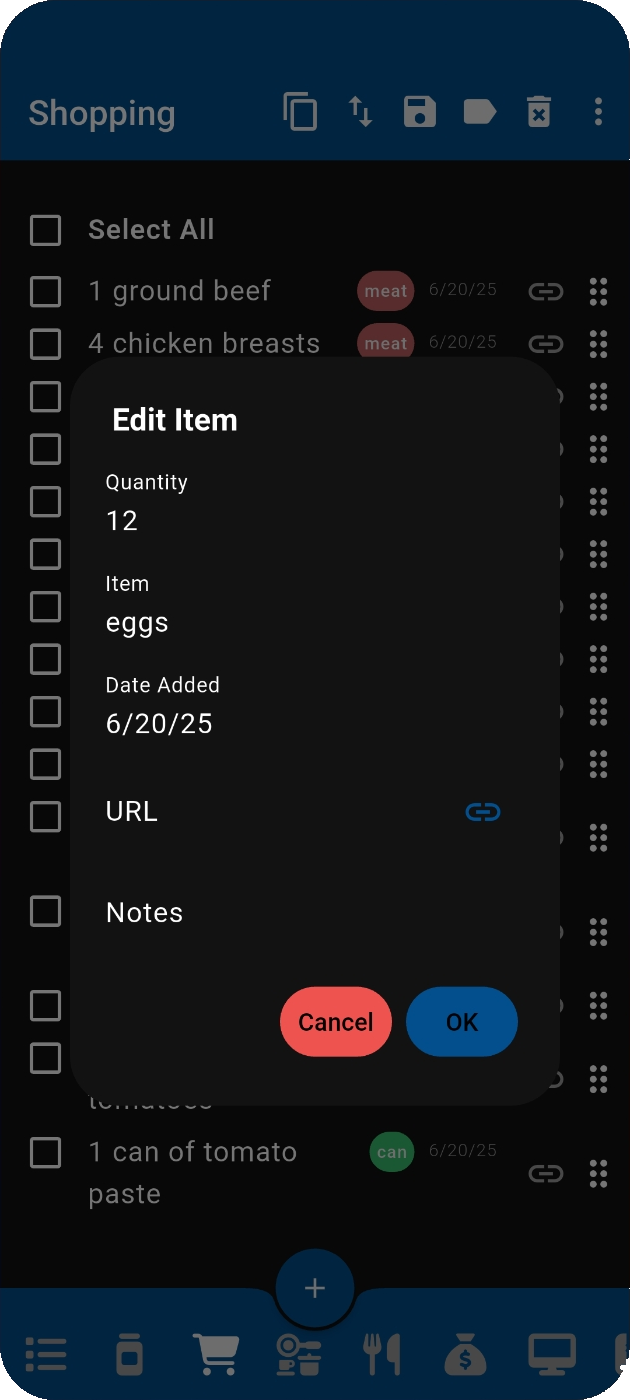 Shopping
Select All
1 ground beef meat 6/20/25
4 chicken breasts meat 6/20/25
Edit Item
Quantity
12
Item
eggs
Date Added
6/20/25
URL
Notes
Cancel OK
tomatoes
1 can of tomato can 6/20/25
paste